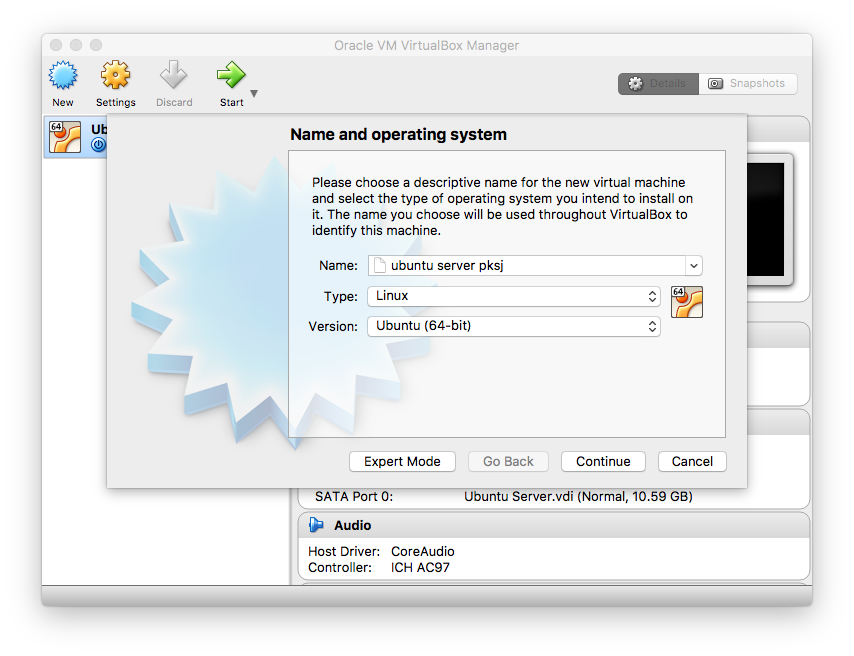 Oracle VM VirtualBox Manager
New
Settings
Discard
Start
Details
Snapshots
64
Ub
Name and operating system
Please choose a descriptive name for the new virtual machine
and select the type of operating system you intend to install on
it. The name you choose will be used throughout VirtualBox to
identify this machine.
Name: ubuntu server pksj
Type: Linux
64
Version: Ubuntu (64-bit)
Expert Mode
Go Back
Continue
Cancel
SATA Port 0: Ubuntu Server.vdi (Normal, 10.59 GB)
Audio
Host Driver: CoreAudio
Controller: ICH AC97